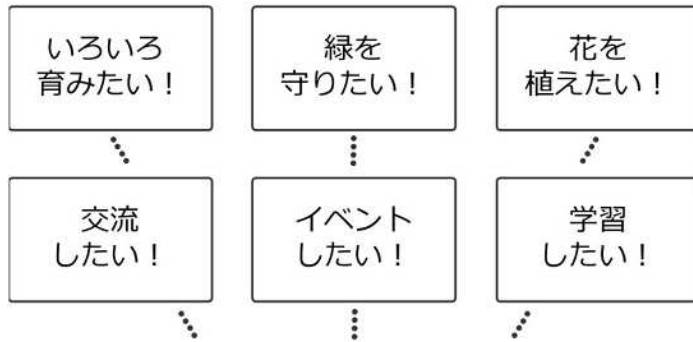 いろいろ
育みたい！
緑を
守りたい！
花を
植えたい！
交流
したい！
イベント
したい！
学習
したい！